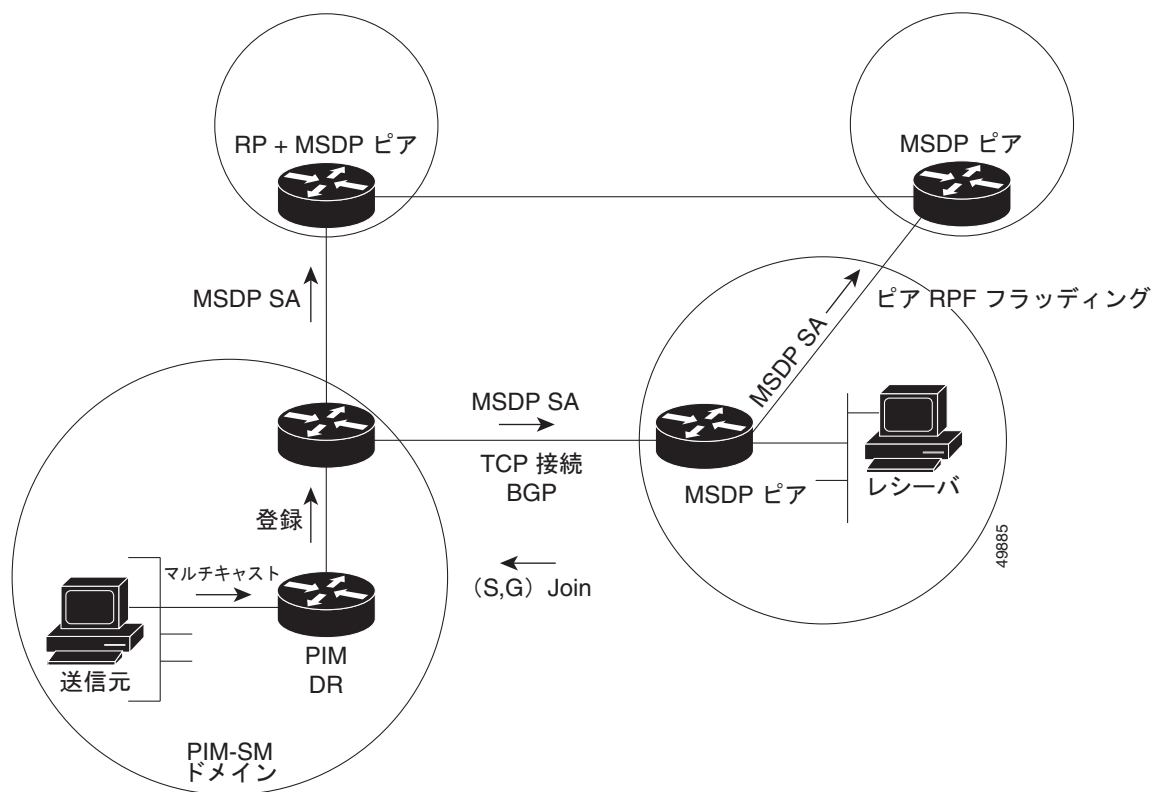 RP + MSDP ピア
MSDP ピア
MSDP SA
ピア RPF フラッディング
MSDP SA
MSDP SA
TCP 接続
BGP
MSDP ピア
レシーバ
登録
マルチキャスト
(S,G) Join
49885
送信元
PIM
DR
PIM-SM
ドメイン